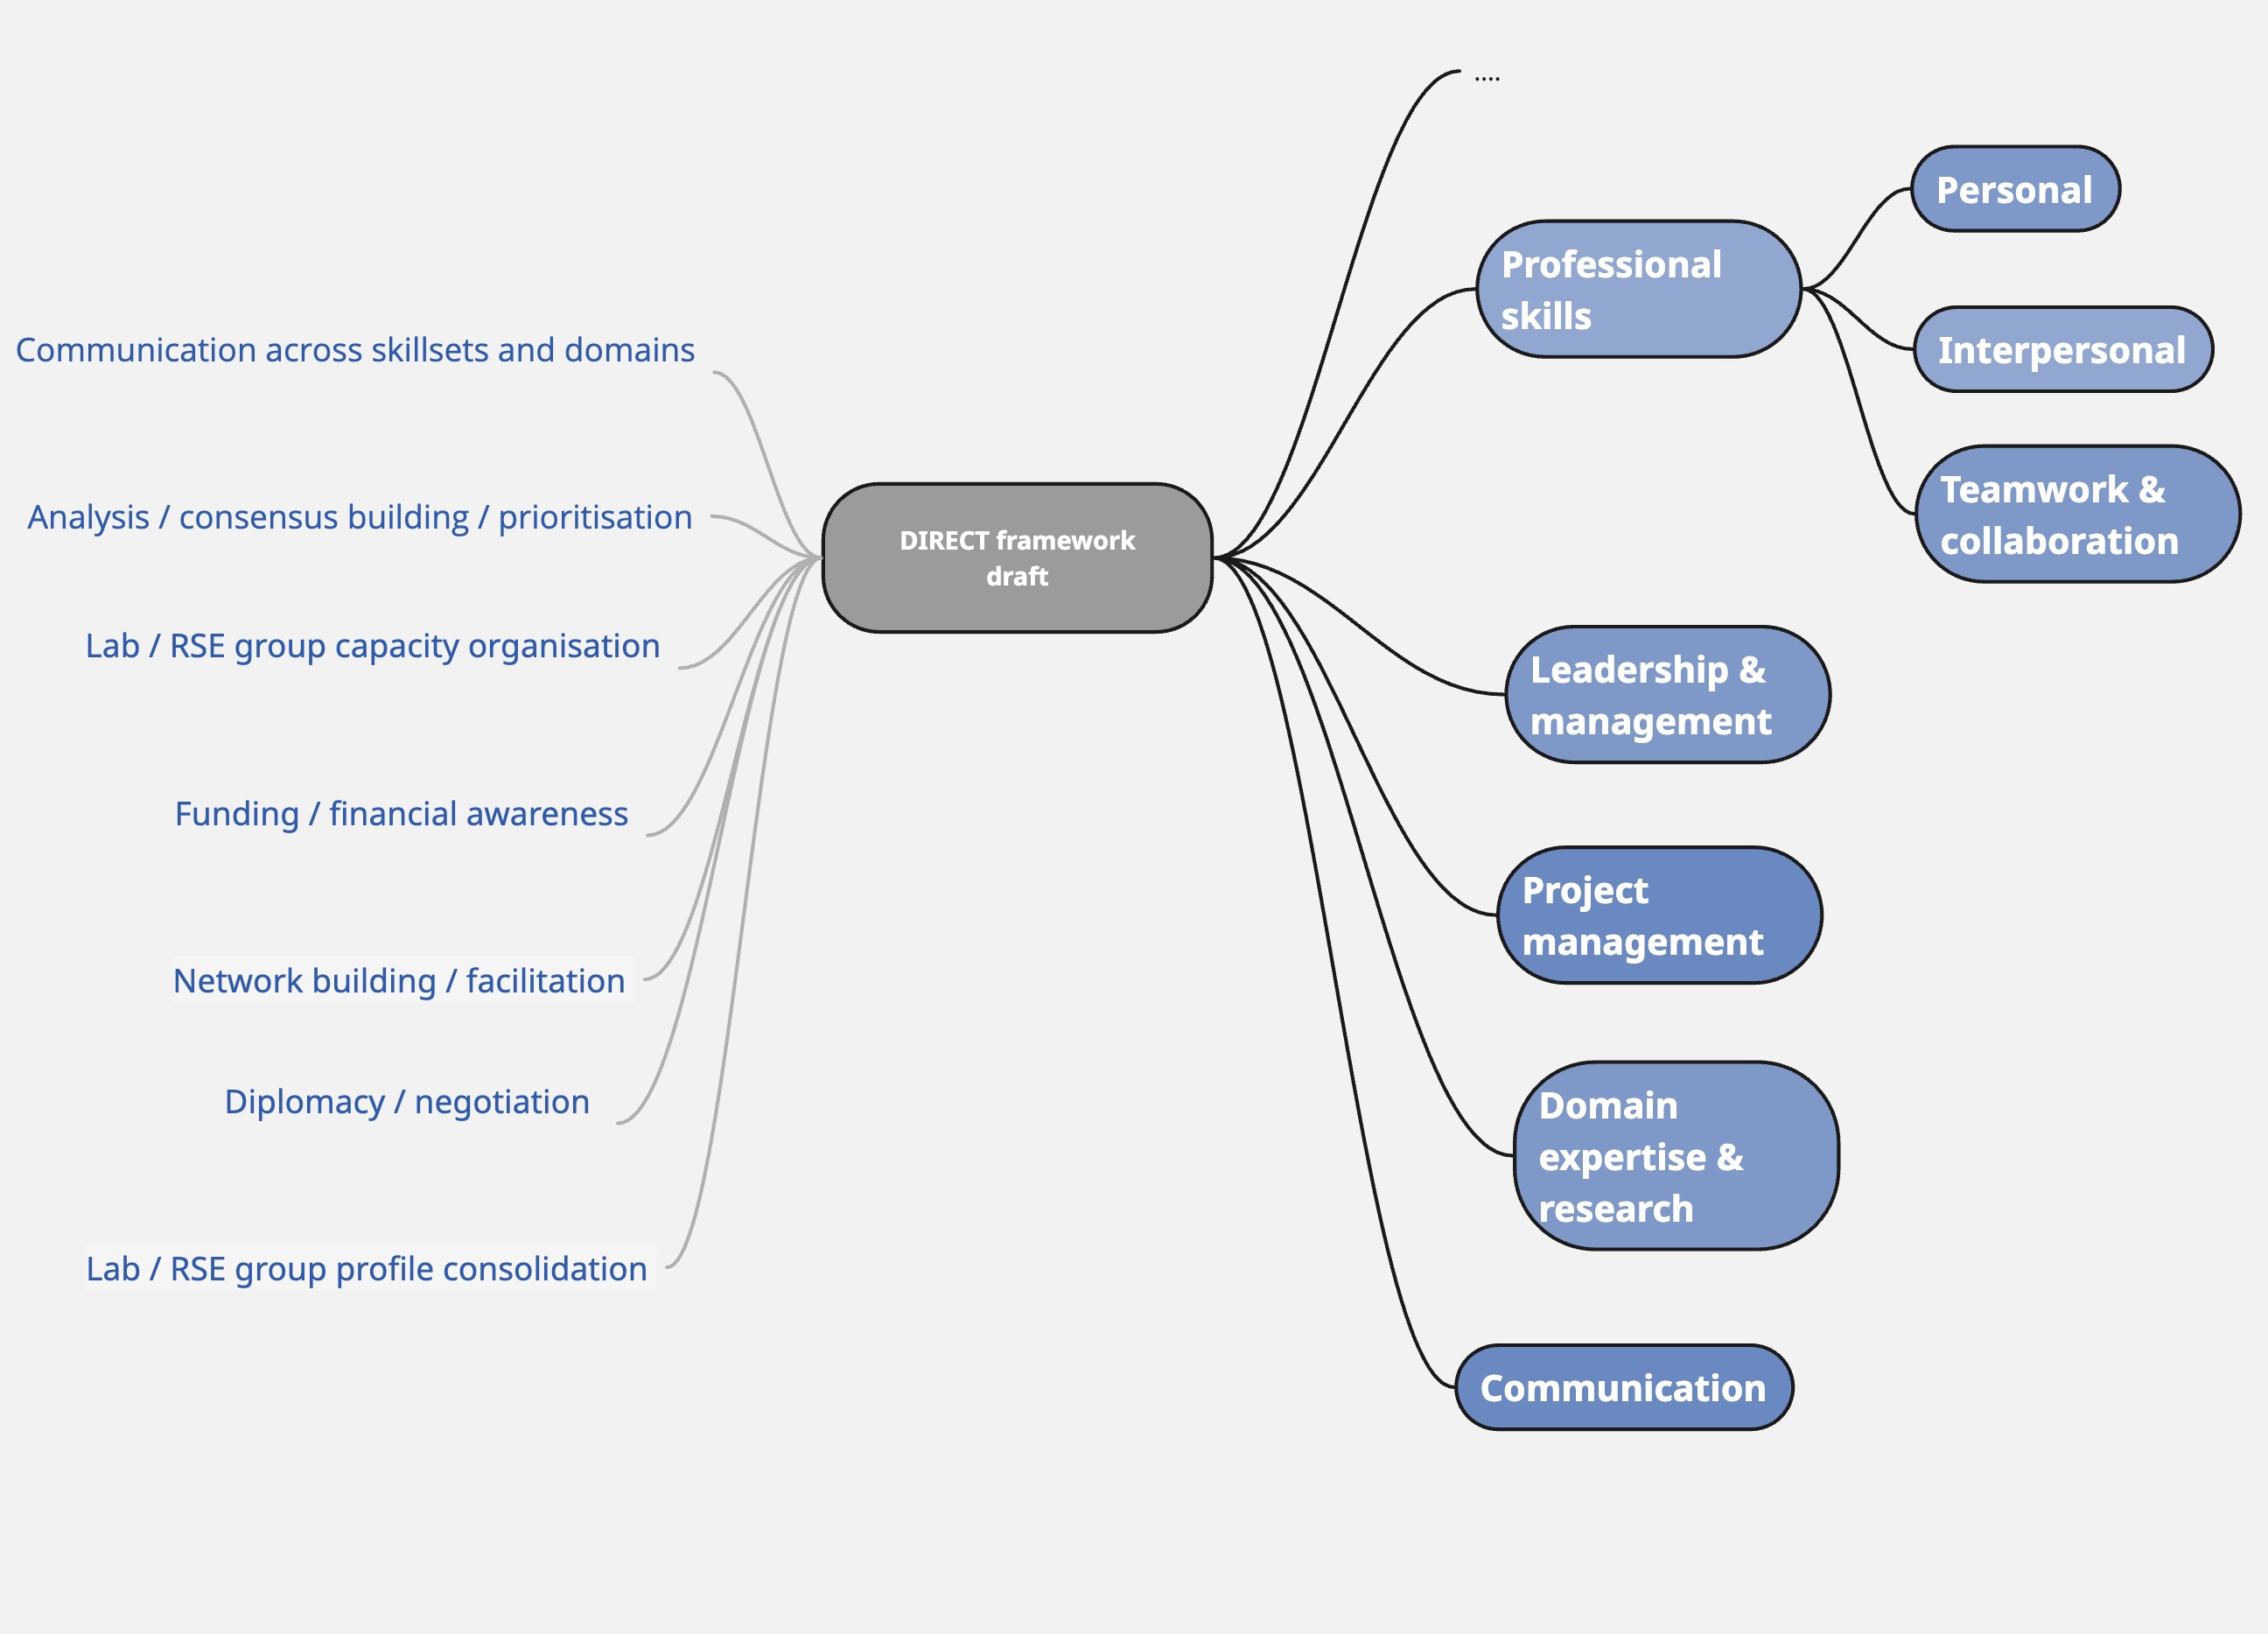 ....
Personal
Professional
skills
Interpersonal
Teamwork &
collaboration
Communication across skillsets and domains
Analysis / consensus building / prioritisation
Lab / RSE group capacity organisation
Funding / financial awareness
Network building / facilitation
Diplomacy / negotiation
Lab / RSE group profile consolidation
DIRECT framework
draft
Leadership &
management
Project
management
Domain
expertise &
research
Communication